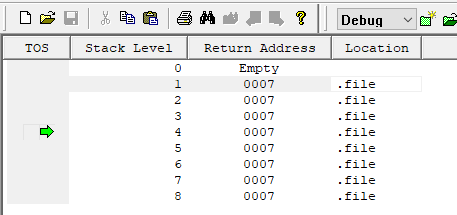 Debug
TOS Stack Level Return Address Location
0 Empty
1 0007 .file
2 0007 .file
3 0007 .file
4 0007 .file
5 0007 .file
6 0007 .file
7 0007 .file
8 0007 .file